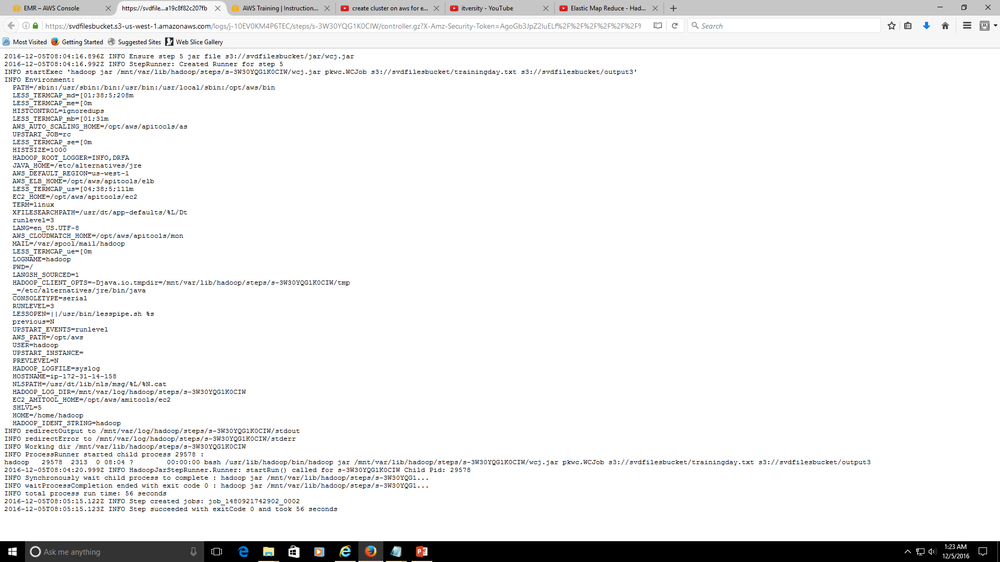 EMR – AWS Console
https://svdfile...a19c8f82c207fb
AWS Training | Instruction...
create cluster on aws for e...
itversity - YouTube
Elastic Map Reduce - Had...
https://svdfilesbucket.s3-us-west-1.amazonaws.com/logs/j-10EV0KM4P6TEC/steps/s-3W30YQG1K0CIW/controller.gz?X-Amz-Security-Token=AgoGb3JpZ2luELf%2F%2F%2F%2F%2F%2F%2F%2F9
Search
Most Visited
Getting Started
Suggested Sites
Web Slice Gallery
2016-12-05T08:04:16.896Z INFO Ensure step 5 jar file s3://svdfilesbucket/jar/wcj.jar
2016-12-05T08:04:16.992Z INFO StepRunner: Created Runner for step 5
INFO startExec 'hadoop jar /mnt/var/lib/hadoop/steps/s-3W30YQG1K0CIW/wcj.jar pkwc.WCJob s3://svdfilesbucket/trainingday.txt s3://svdfilesbucket/output3'
INFO Environment:
PATH=/sbin:/usr/sbin:/bin:/usr/bin:/usr/local/sbin:/opt/aws/bin
LESS_TERMCAP_md=[01;38;5;208m
LESS_TERMCAP_me=[0m
HISTCONTROL=ignoredups
LESS_TERMCAP_mb=[01;31m
AWS_AUTO_SCALING_HOME=/opt/aws/apitools/as
UPSTART_JOB=rc
LESS_TERMCAP_se=[0m
HISTSIZE=1000
HADOOP_ROOT_LOGGER=INFO,DRFA
JAVA_HOME=/etc/alternatives/jre
AWS_DEFAULT_REGION=us-west-1
AWS_ELB_HOME=/opt/aws/apitools/elb
LESS_TERMCAP_us=[04;38;5;111m
EC2_HOME=/opt/aws/apitools/ec2
TERM=linux
XFILESEARCHPATH=/usr/dt/app-defaults/%L/Dt
runlevel=3
LANG=en_US.UTF-8
AWS_CLOUDWATCH_HOME=/opt/aws/apitools/mon
MAIL=/var/spool/mail/hadoop
LESS_TERMCAP_ue=[0m
LOGNAME=hadoop
PWD=/
LANGSH_SOURCED=1
HADOOP_CLIENT_OPTS=-Djava.io.tmpdir=/mnt/var/lib/hadoop/steps/s-3W30YQG1K0CIW/tmp
_=/etc/alternatives/jre/bin/java
CONSOLETYPE=serial
RUNLEVEL=3
LESSOPEN=||/usr/bin/lesspipe.sh %s
previous=N
UPSTART_EVENTS=runlevel
AWS_PATH=/opt/aws
USER=hadoop
UPSTART_INSTANCE=
PREVLEVEL=N
HADOOP_LOGFILE=syslog
HOSTNAME=ip-172-31-14-158
NLSPATH=/usr/dt/lib/nls/msg/%L/%N.cat
HADOOP_LOG_DIR=/mnt/var/log/hadoop/steps/s-3W30YQG1K0CIW
EC2_AMITOOL_HOME=/opt/aws/amitools/ec2
SHLVL=5
HOME=/home/hadoop
HADOOP_IDENT_STRING=hadoop
INFO redirectOutput to /mnt/var/log/hadoop/steps/s-3W30YQG1K0CIW/stdout
INFO redirectError to /mnt/var/log/hadoop/steps/s-3W30YQG1K0CIW/stderr
INFO Working dir /mnt/var/lib/hadoop/steps/s-3W30YQG1K0CIW
INFO ProcessRunner started child process 29578 :
hadoop   29578  2313  0 08:04 ?        00:00:00 bash /usr/lib/hadoop/bin/hadoop jar /mnt/var/lib/hadoop/steps/s-3W30YQG1K0CIW/wcj.jar pkwc.WCJob s3://svdfilesbucket/trainingday.txt s3://svdfilesbucket/output3
2016-12-05T08:04:20.999Z INFO HadoopJarStepRunner.Runner: startRun() called for s-3W30YQG1K0CIW Child Pid: 29578
INFO Synchronously wait child process to complete : hadoop jar /mnt/var/lib/hadoop/steps/s-3W30YQG1...
INFO waitProcessCompletion ended with exit code 0 : hadoop jar /mnt/var/lib/hadoop/steps/s-3W30YQG1...
INFO total process run time: 56 seconds
2016-12-05T08:05:15.122Z INFO Step created jobs: job_1480921742902_0002
2016-12-05T08:05:15.123Z INFO Step succeeded with exitCode 0 and took 56 seconds
Ask me anything
1:23 AM
12/5/2016